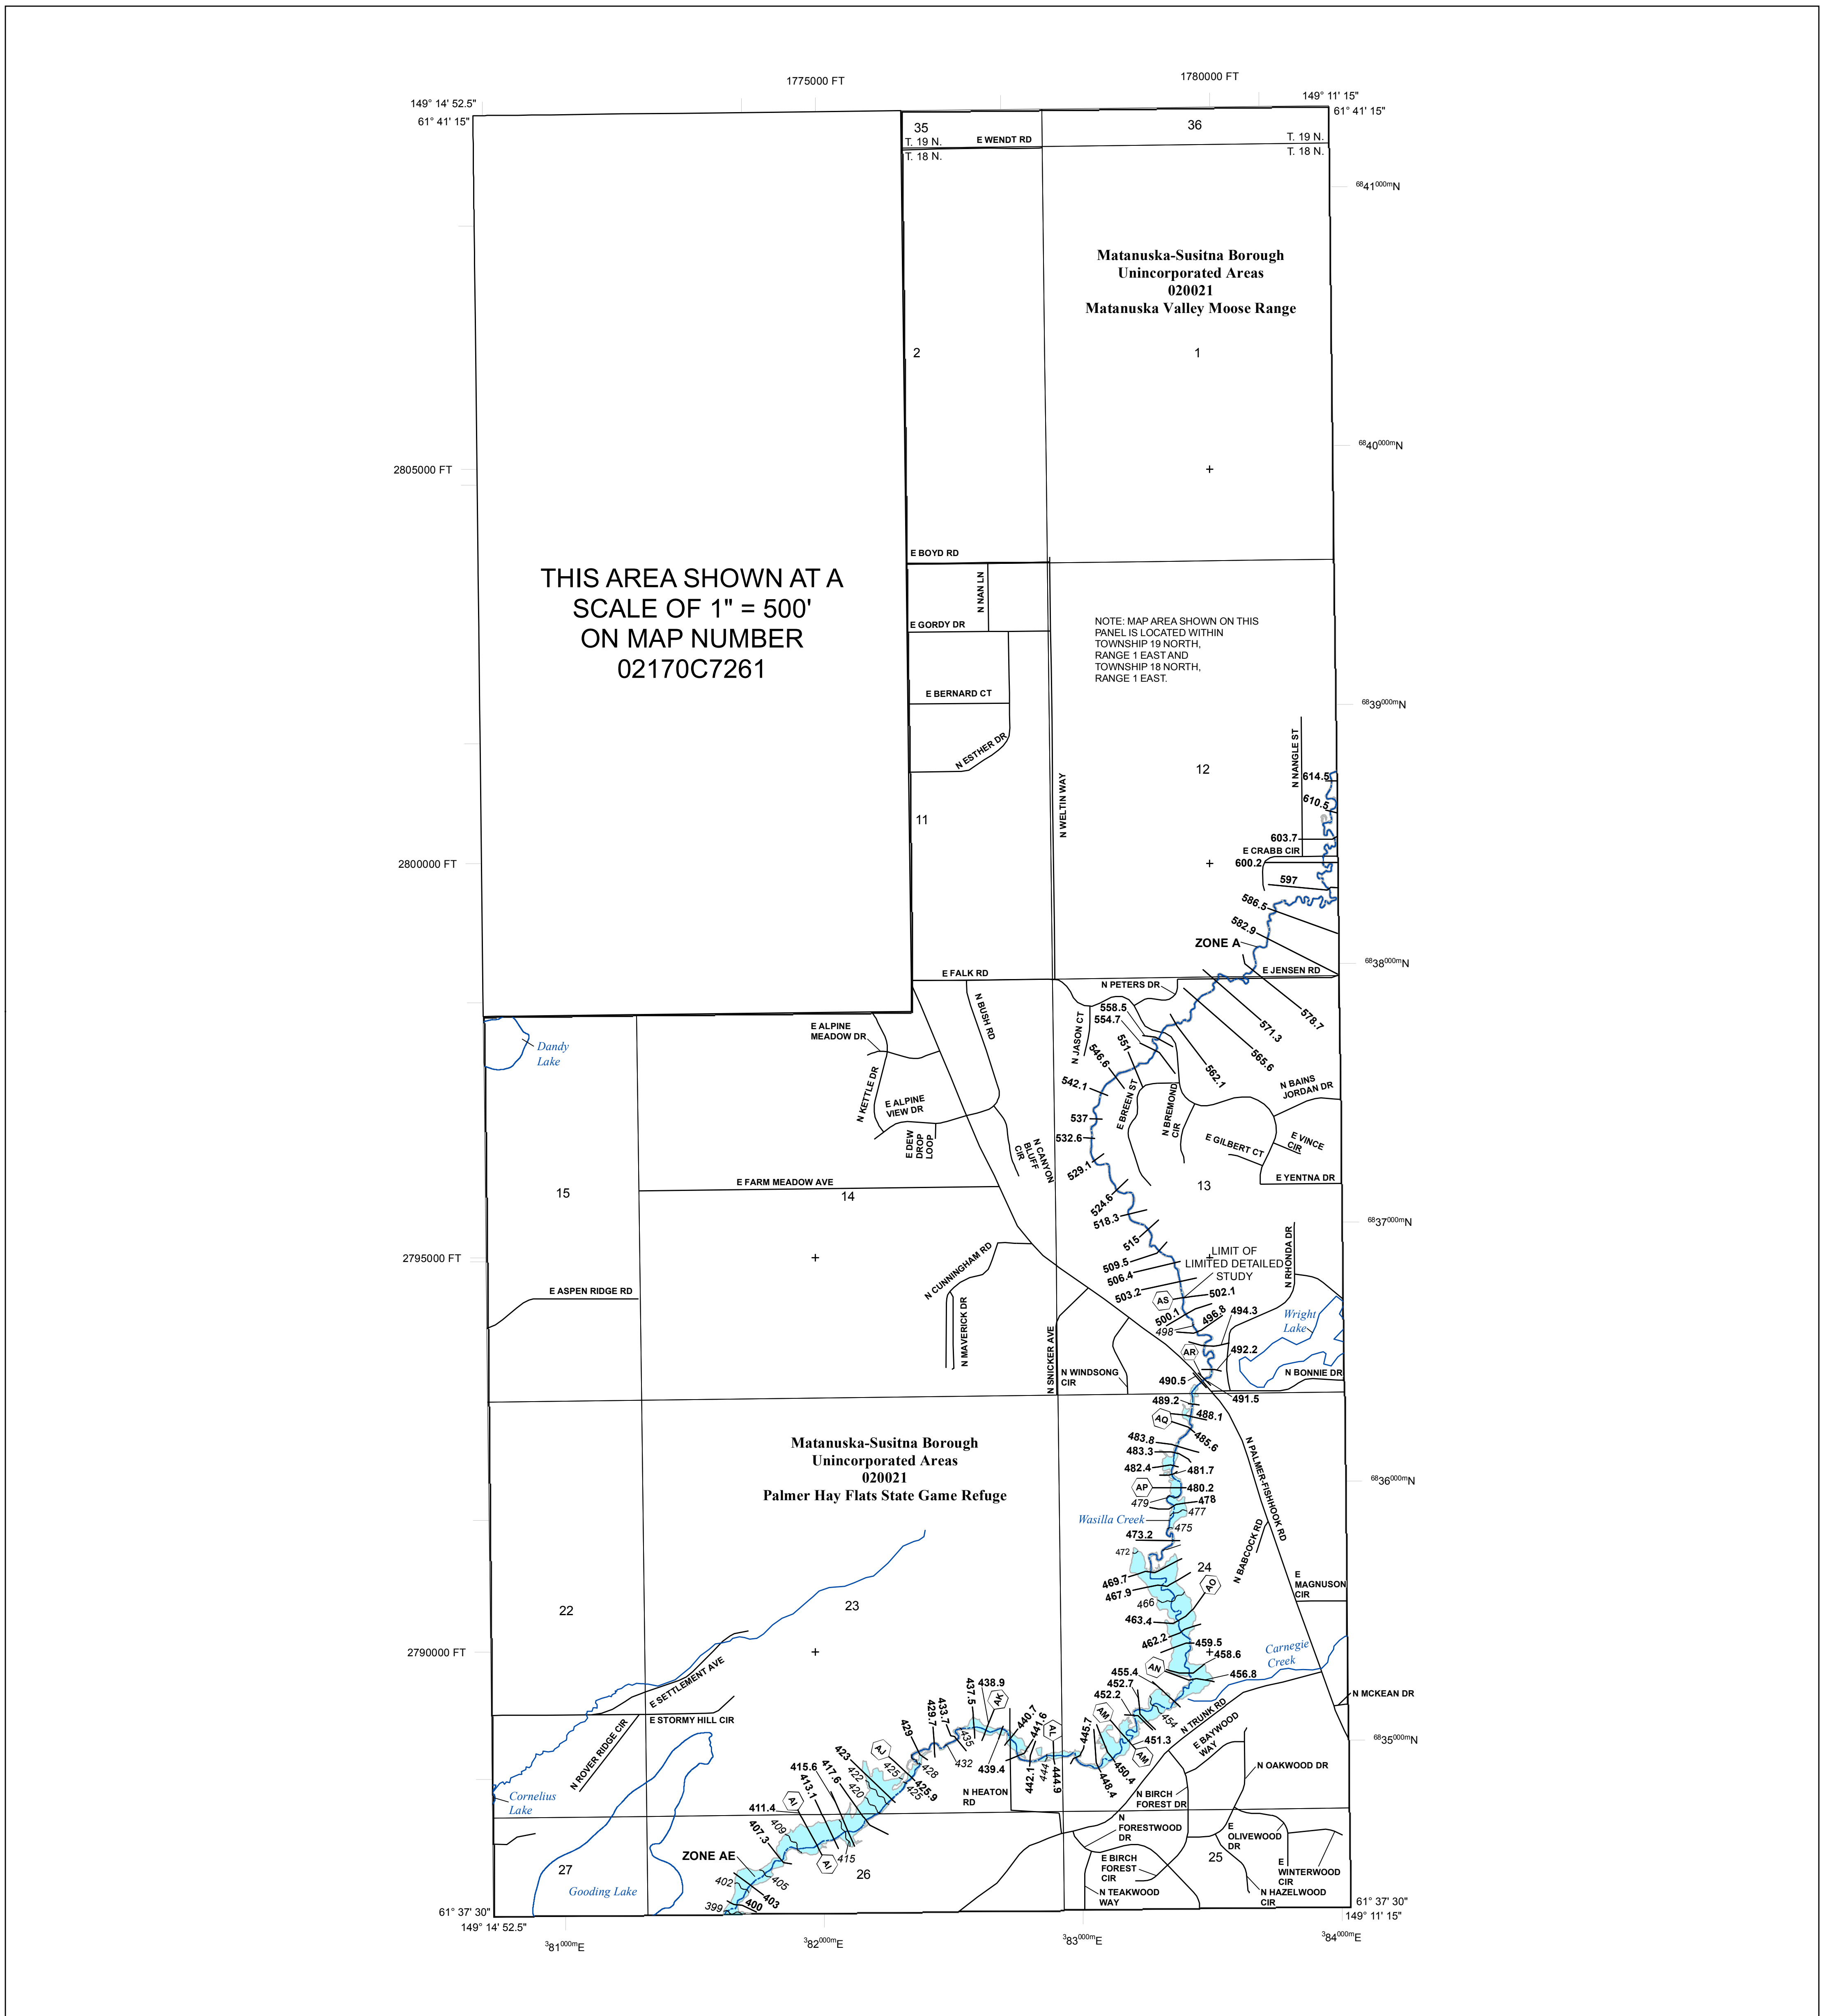 1775000 FT
1780000 FT
149° 14' 52.5"
149° 11' 15"
61° 41' 15"
61° 41' 15"
35
36
T. 19 N.
E WENDT RD
T. 19 N.
T. 18 N.
T. 18 N.
6841000mN
Matanuska-Susitna Borough
Unincorporated Areas
020021
Matanuska Valley Moose Range
2
1
6840000mN
2805000 FT
E BOYD RD
THIS AREA SHOWN AT A
SCALE OF 1" = 500'
ON MAP NUMBER
02170C7261
N NAN LN
E GORDY DR
NOTE: MAP AREA SHOWN ON THIS
PANEL IS LOCATED WITHIN
TOWNSHIP 19 NORTH,
RANGE 1 EAST AND
TOWNSHIP 18 NORTH,
RANGE 1 EAST.
E BERNARD CT
6839000mN
N ESTHER DR
N NANGLE ST
12
614.5
N WELTIN WAY
610.5
11
603.7
E CRABB CIR
2800000 FT
600.2
597
586.5
582.9
ZONE A
6838000mN
E FALK RD
E JENSEN RD
N PETERS DR
N BUSH RD
558.5
554.7
578.7
571.3
E ALPINE
MEADOW DR
N JASON CT
551
546.6
565.6
Dandy
Lake
562.1
N KETTLE DR
542.1
N BAINS
JORDAN DR
E ALPINE
VIEW DR
E BREEN ST
N BREMOND
CIR
537
E DEW
DROP
LOOP
532.6
E GILBERT CT
E VINCE
CIR
N CANYON
BLUFF
CIR
529.1
E YENTNA DR
E FARM MEADOW AVE
15
14
13
524.6
518.3
6837000mN
515
2795000 FT
N CUNNINGHAM RD
LIMIT OF
LIMITED DETAILED
STUDY
N RHONDA DR
509.5
506.4
503.2
E ASPEN RIDGE RD
AS
502.1
500.1
496.8
494.3
498
Wright
Lake
N MAVERICK DR
N SNICKER AVE
AR
492.2
N WINDSONG
CIR
N BONNIE DR
490.5
491.5
489.2
488.1
AQ
485.6
Matanuska-Susitna Borough
Unincorporated Areas
020021
Palmer Hay Flats State Game Refuge
483.8
483.3
482.4
481.7
N PALMER-FISHHOOK RD
6836000mN
AP
480.2
479
478
477
Wasilla Creek
475
473.2
472
N BABCOCK RD
24
469.7
467.9
AO
466
E
MAGNUSON
CIR
22
23
463.4
462.2
459.5
458.6
Carnegie
Creek
2790000 FT
AN
456.8
455.4
452.7
452.2
E SETTLEMENT AVE
437.5
438.9
AK
N MCKEAN DR
N TRUNK RD
454
E STORMY HILL CIR
433.7
429.7
429
440.7
441.6
AL
445.7
AM
451.3
E BAYWOOD
WAY
6835000mN
N ROVER RIDGE CIR
435
432
439.4
AM
450.4
448.4
N OAKWOOD DR
AJ
423
422
420
425
428
425.9
425
442.1
444
444.9
415.6
417.6
N HEATON
RD
N BIRCH
FOREST DR
Cornelius
Lake
AI
413.1
411.4
409
407.3
N
FORESTWOOD
DR
E
OLIVEWOOD
DR
ZONE AE
AI
415
26
27
E BIRCH
FOREST
CIR
25
E
WINTERWOOD
CIR
402
405
Gooding Lake
N TEAKWOOD
WAY
N HAZELWOOD
CIR
403
400
399
61° 37' 30"
61° 37' 30"
149° 14' 52.5"
149° 11' 15"
381000mE
382000mE
383000mE
384000mE